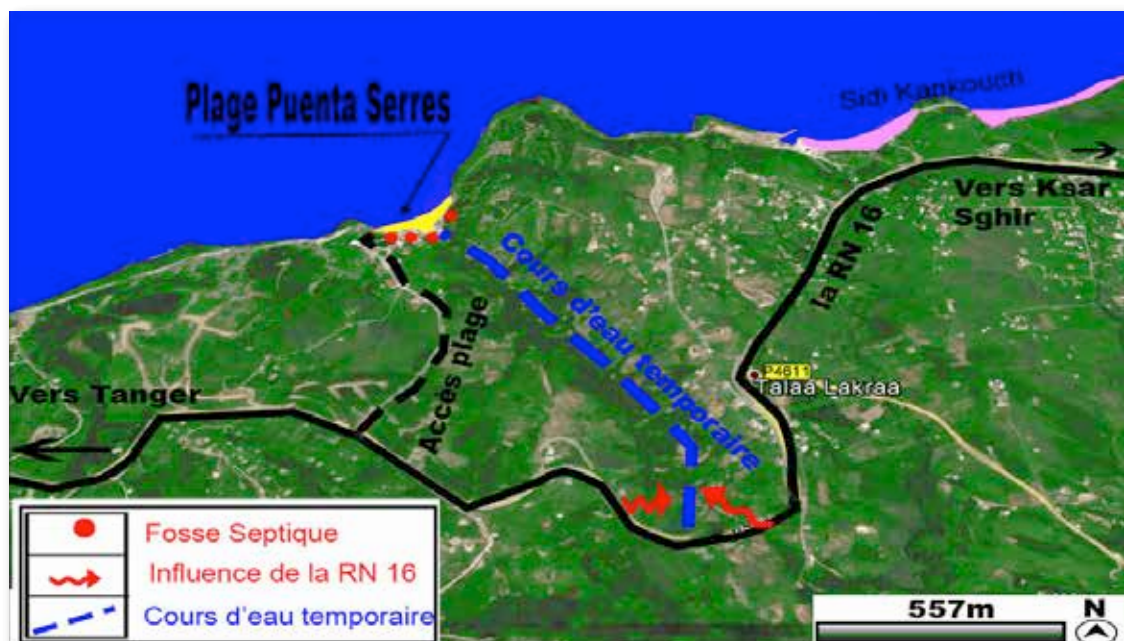 Plage Puenta Serres
Sidi Kankouch
Vers Ksar
Sghir
la RN 16
Cours d'eau temporaire
P4611
Talaa Lakraa
Accès plage
Vers Tanger
Fosse Septique
Influence de la RN 16
Cours d'eau temporaire
557m
N